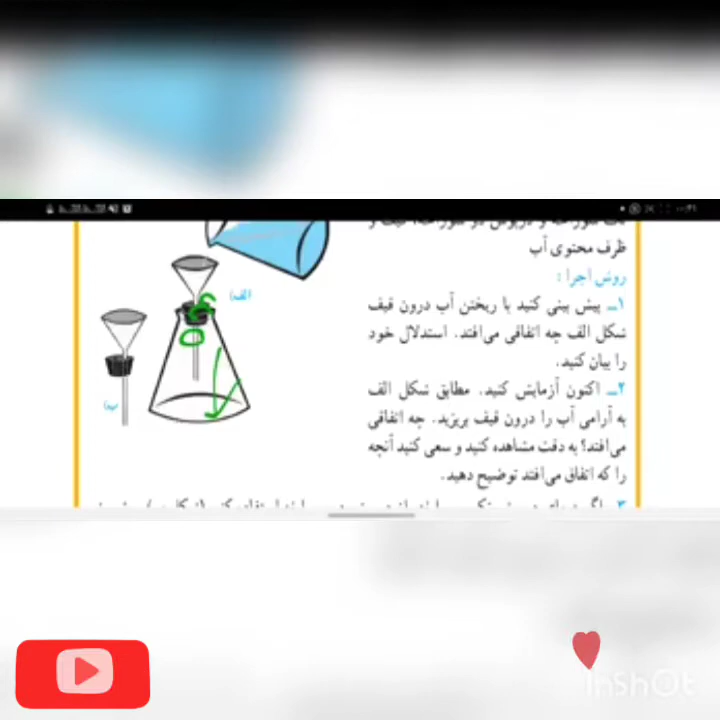 ظرف محتوی آب
روش اجرا :
۱ــ پیش بینی کنید با ریختن آب درون قیف
شکل الف چه اتفاقی می‌افتد. استدلال خود
را بیان کنید.
۲ــ اکنون آزمایش کنید. مطابق شکل الف
به آرامی آب را درون قیف بریزید. چه اتفاقی
می‌افتد؟ به دقت مشاهده کنید و سعی کنید آنچه
را که اتفاق می‌افتد توضیح دهید.
الف)
ب)
InShOt